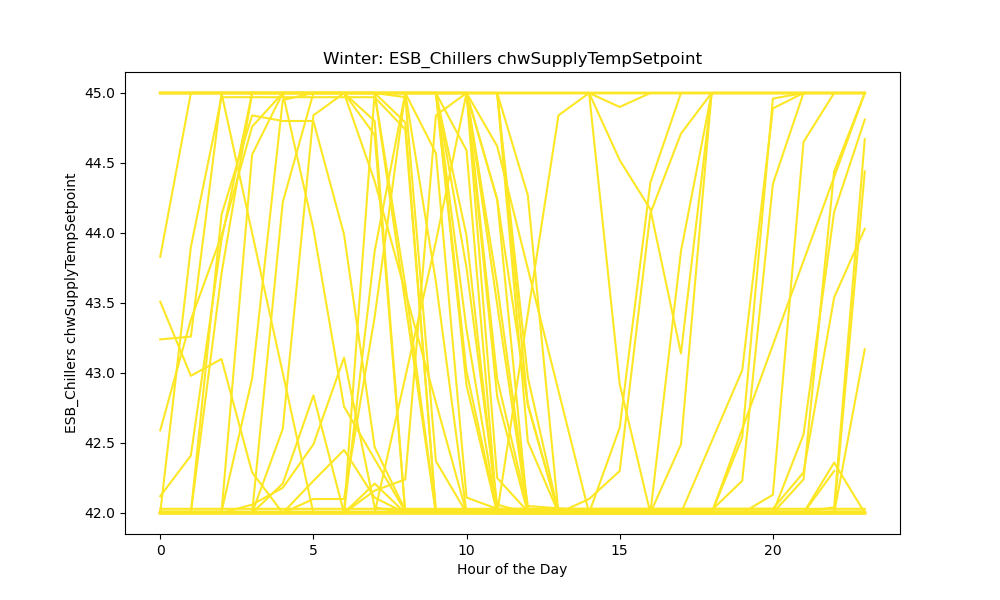 Winter: ESB_Chillers chwSupplyTempSetpoint
45.0
44.5
44.0
43.5
43.0
42.5
42.0
ESB_Chillers chwSupplyTempSetpoint
0 5 10 15 20
Hour of the Day